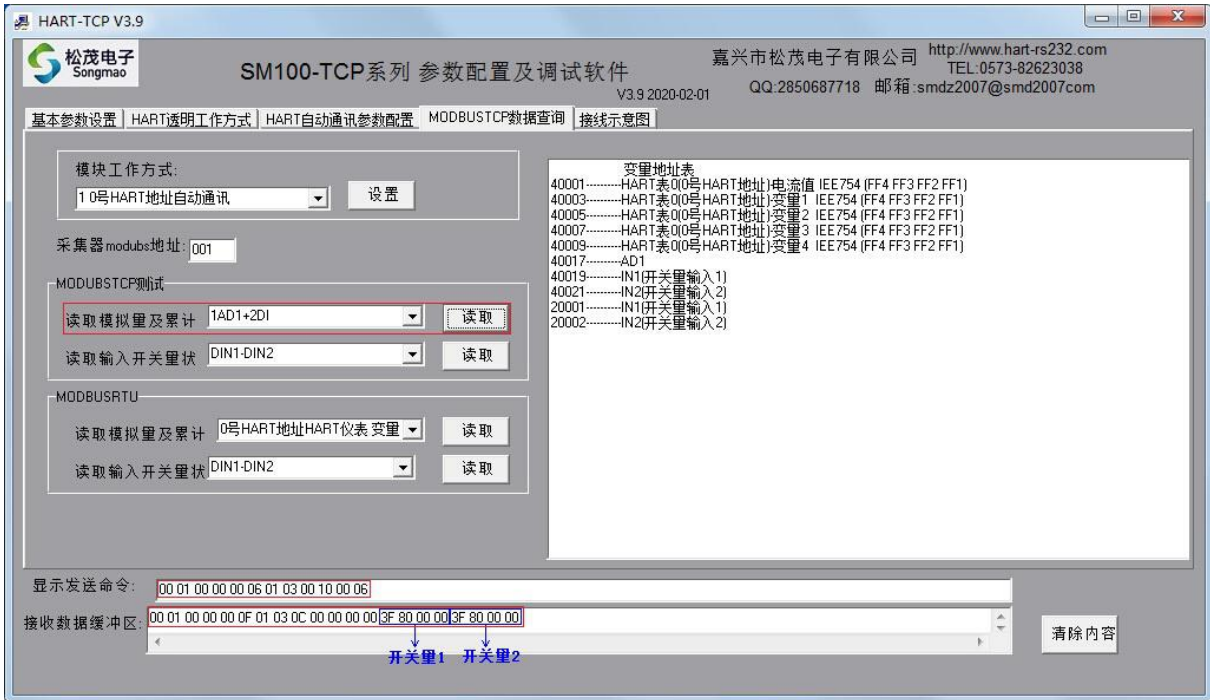 HART-TCP V3.9
松茂电子
Songmao
SM100-TCP系列 参数配置及调试软件
V3.9 2020-02-01
嘉兴市松茂电子有限公司
http://www.hart-rs232.com
TEL:0573-82623038
QQ:2850687718 邮箱:smdz2007@smd2007com
基本参数设置 HART透明工作方式 HART自动通讯参数配置 MODBUSTCP数据查询 接线示意图
模块工作方式:
1 0号HART地址自动通讯
设置
采集器modubs地址: 001
MODUBSTCP测试
读取模拟量及累计 1AD1+2DI 读取
读取输入开关量状 DIN1-DIN2 读取
MODBUSRTU
读取模拟量及累计 0号HART地址HART仪表 变量 读取
读取输入开关量状 DIN1-DIN2 读取
变量地址表
40001---------HART表0(0号HART地址)电流值 IEE754 (FF4 FF3 FF2 FF1)
40003---------HART表0(0号HART地址)变量1 IEE754 (FF4 FF3 FF2 FF1)
40005---------HART表0(0号HART地址)变量2 IEE754 (FF4 FF3 FF2 FF1)
40007---------HART表0(0号HART地址)变量3 IEE754 (FF4 FF3 FF2 FF1)
40009---------HART表0(0号HART地址)变量4 IEE754 (FF4 FF3 FF2 FF1)
40017---------AD1
40019---------IN1(开关量输入1)
40021---------IN2(开关量输入2)
20001---------IN1(开关量输入1)
20002---------IN2(开关量输入2)
显示发送命令: 00 01 00 00 00 06 01 03 00 10 00 06
接收数据缓冲区: 00 01 00 00 00 0F 01 03 0C 00 00 00 00 3F 80 00 00 3F 80 00 00
开关量1 开关量2
清除内容